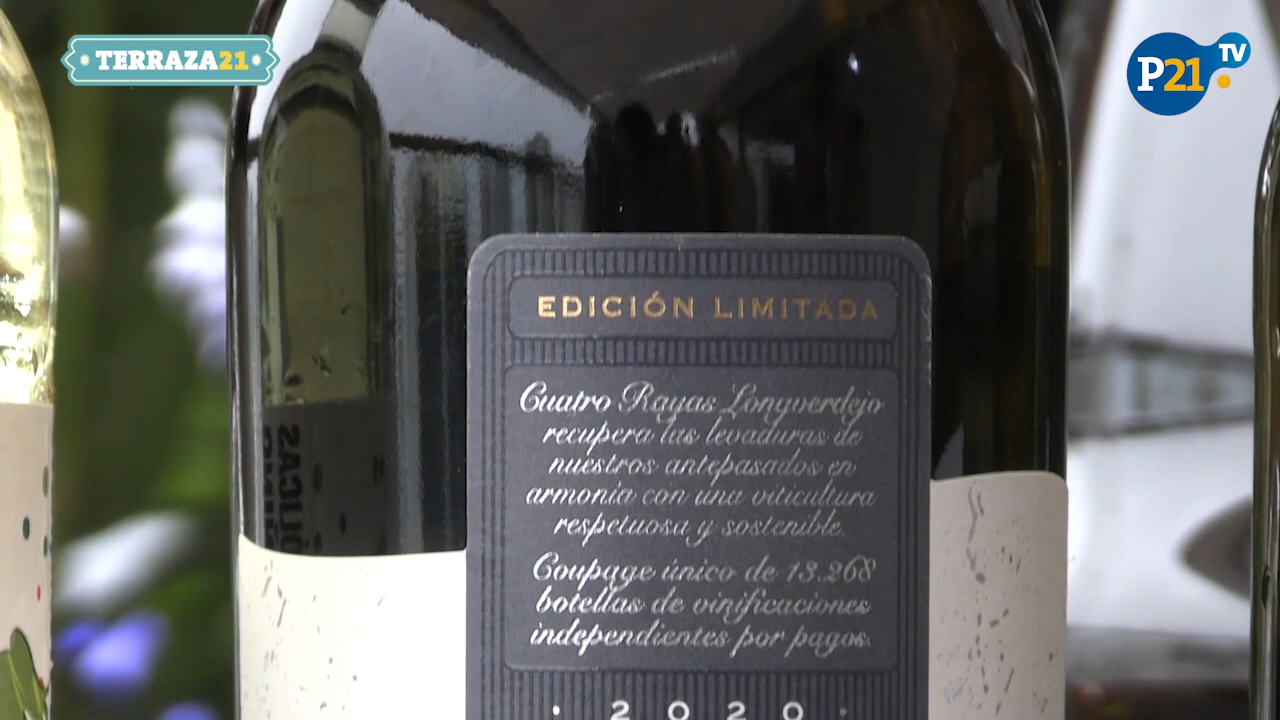 TERRAZA21
P21
TV
EDICIÓN LIMITADA
Cuatro Rayas Longverdejo
recupera las levaduras de
nuestros antepasados en
armonía con una viticultura
respetuosa y sostenible.
Coupage único de 13.268
botellas de vinificaciones
independientes por pagos.
· 2020 ·